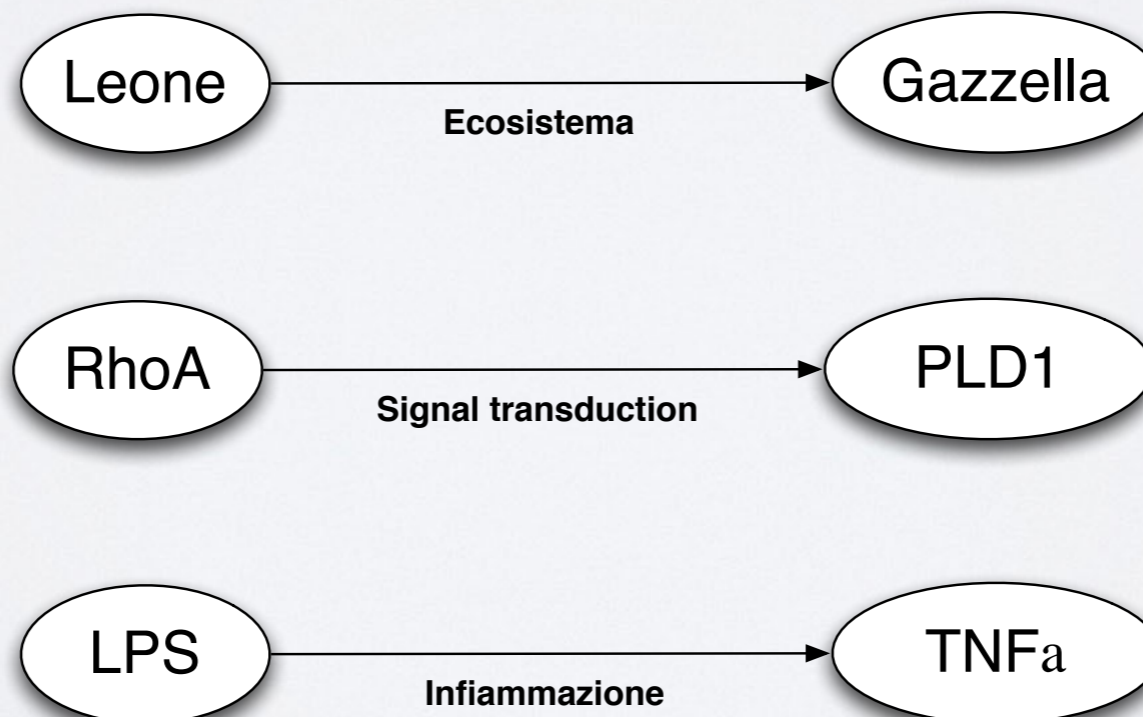 Leone
Gazzella
Ecosistema
RhoA
PLD1
Signal transduction
LPS
TNFa
Infiammazione